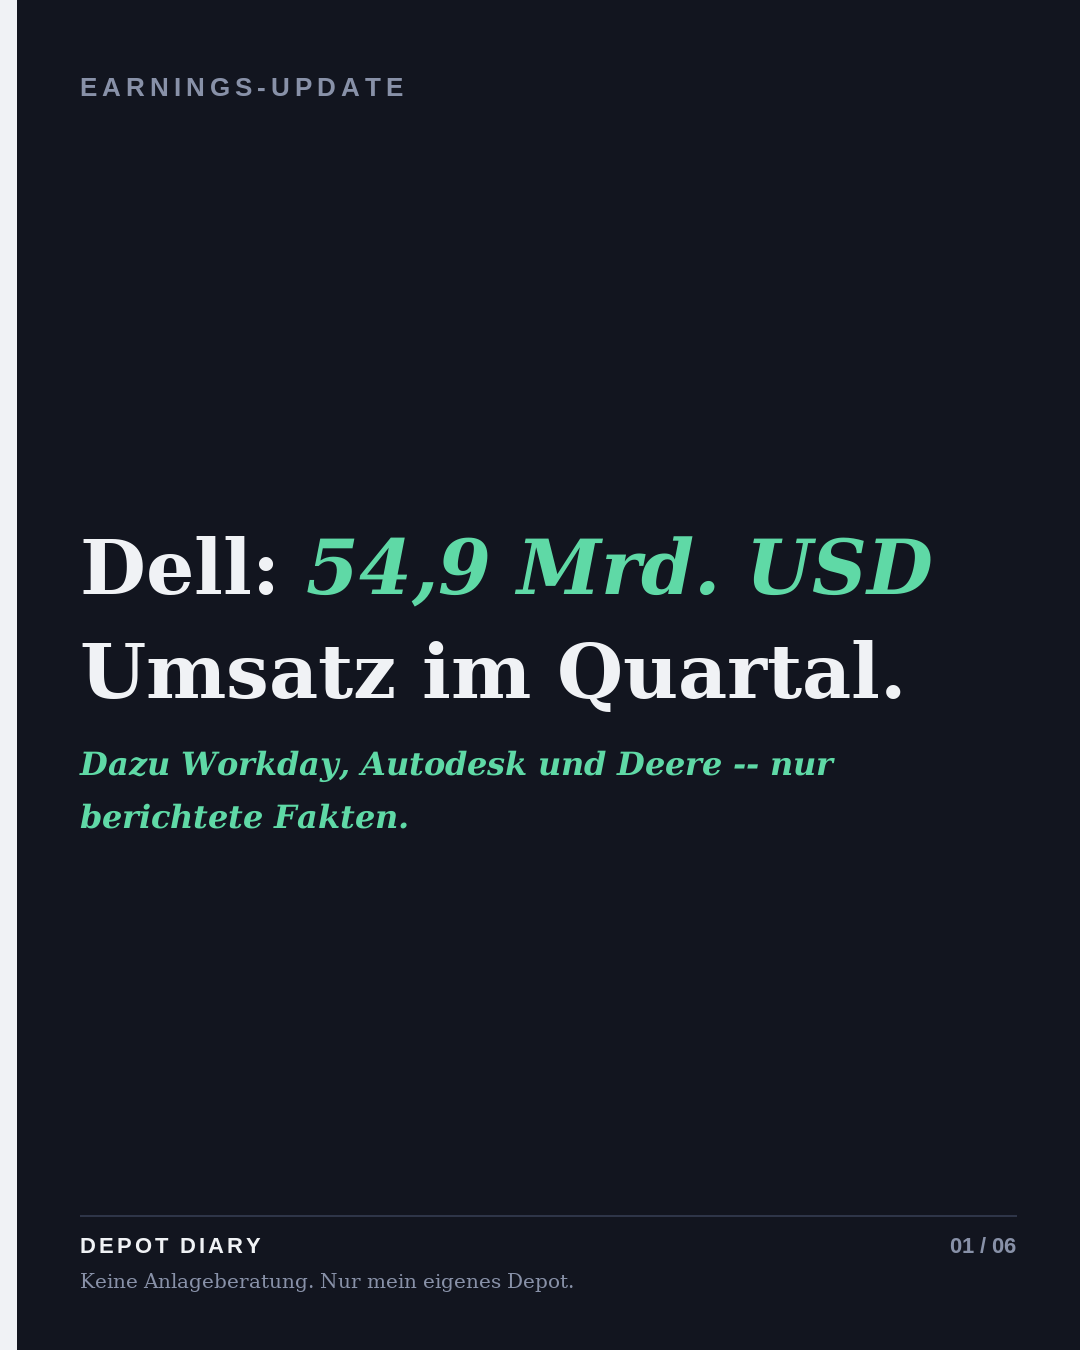 EARNINGS-UPDATE
Dell: 54,9 Mrd. USD
Umsatz im Quartal.
Dazu Workday, Autodesk und Deere -- nur
berichtete Fakten.
DEPOT DIARY
01 / 06
Keine Anlageberatung. Nur mein eigenes Depot.